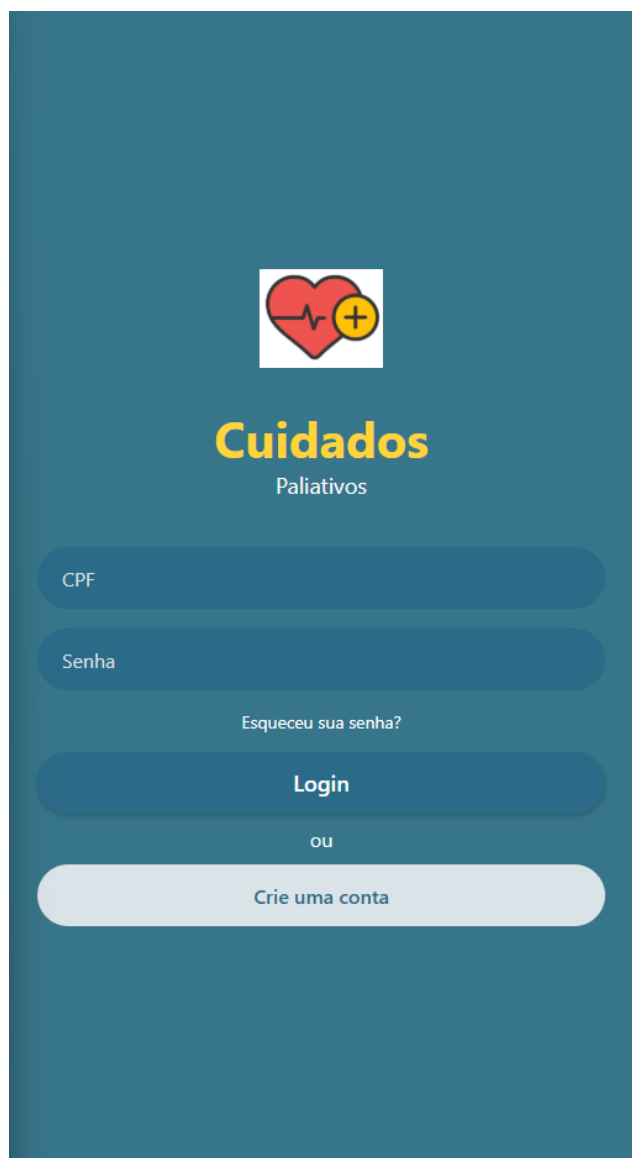 Cuidados
Paliativos
CPF
Senha
Esqueceu sua senha?
Login
ou
Crie uma conta